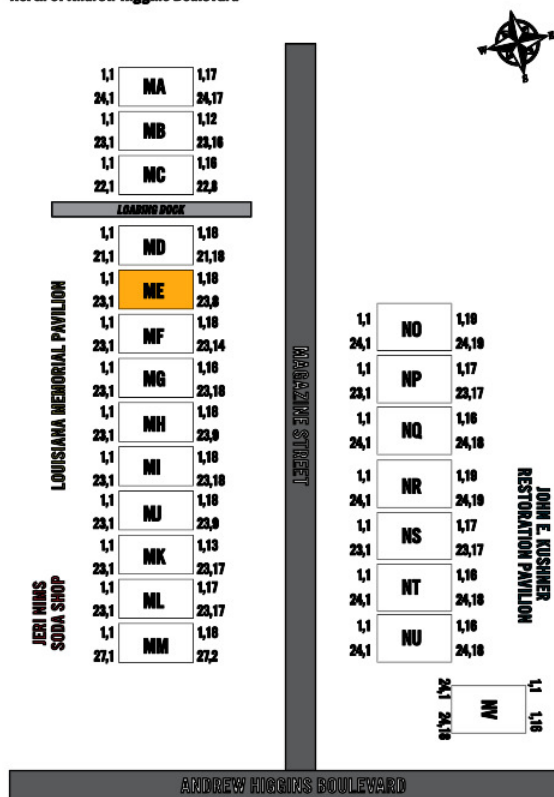 N
W E
S
1,1 MA 1,17
24,1 24,17
1,1 MB 1,12
23,1 23,16
1,1 MC 1,16
22,1 22,8
LOADING DOCK
1,1 MD 1,18
21,1 21,18
1,1 ME 1,18
23,1 23,8
1,1 MF 1,18
23,1 23,14
1,1 MG 1,16
23,1 23,18
1,1 MH 1,18
23,1 23,9
1,1 MI 1,18
23,1 23,18
1,1 MJ 1,18
23,1 23,9
1,1 MK 1,13
23,1 23,17
1,1 ML 1,17
23,1 23,17
1,1 MM 1,18
27,1 27,2
LOUISIANA MEMORIAL PAVILION
JERI NIMS
SODA SHOP
MAGAZINE STREET
1,1 NO 1,19
24,1 24,19
1,1 NP 1,17
23,1 23,17
1,1 NQ 1,16
24,1 24,18
1,1 NR 1,19
24,1 24,19
1,1 NS 1,17
23,1 23,17
1,1 NT 1,16
24,1 24,18
1,1 NU 1,16
24,1 24,18
JOHN E. KUSHNER
RESTORATION PAVILION
1,1 NV 1,16
24,1 24,18
ANDREW HIGGINS BOULEVARD